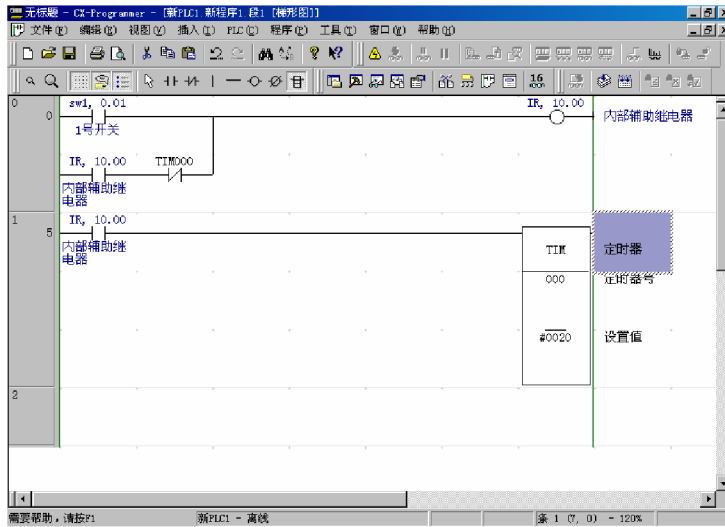 无标题 - CX-Programmer - [新PLC1.新程序1.段1 [梯形图]]
文件(F) 编辑(E) 视图(V) 插入(I) PLC(C) 程序(P) 工具(T) 窗口(W) 帮助(H)
16
0
0
sw1, 0.01
1号开关
IR, 10.00
内部辅助继电器
IR, 10.00
TIM000
内部辅助继
电器
1
5
IR, 10.00
内部辅助继
电器
TIM
定时器
000
定时器号
#0020
设置值
2
需要帮助，请按F1
新PLC1 - 离线
条 1 (7, 0) - 120%